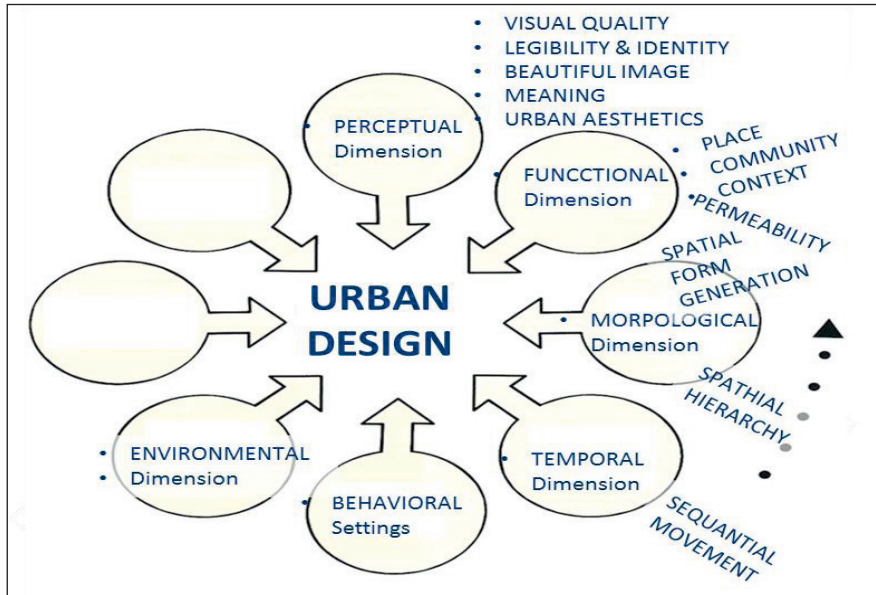 • VISUAL QUALITY
• LEGIBILITY & IDENTITY
• BEAUTIFUL IMAGE
• MEANING
• URBAN AESTHETICS
• PERCEPTUAL
Dimension
• FUNCCTIONAL
Dimension
• PLACE
• COMMUNITY
CONTEXT
• PERMEABILITY
SPATIAL
FORM
GENERATION
URBAN
DESIGN
• MORPOLOGICAL
Dimension
SPATHIAL
HIERARCHY
• ENVIRONMENTAL
• Dimension
• BEHAVIORAL
Settings
• TEMPORAL
Dimension
SEQUANTIAL
MOVEMENT